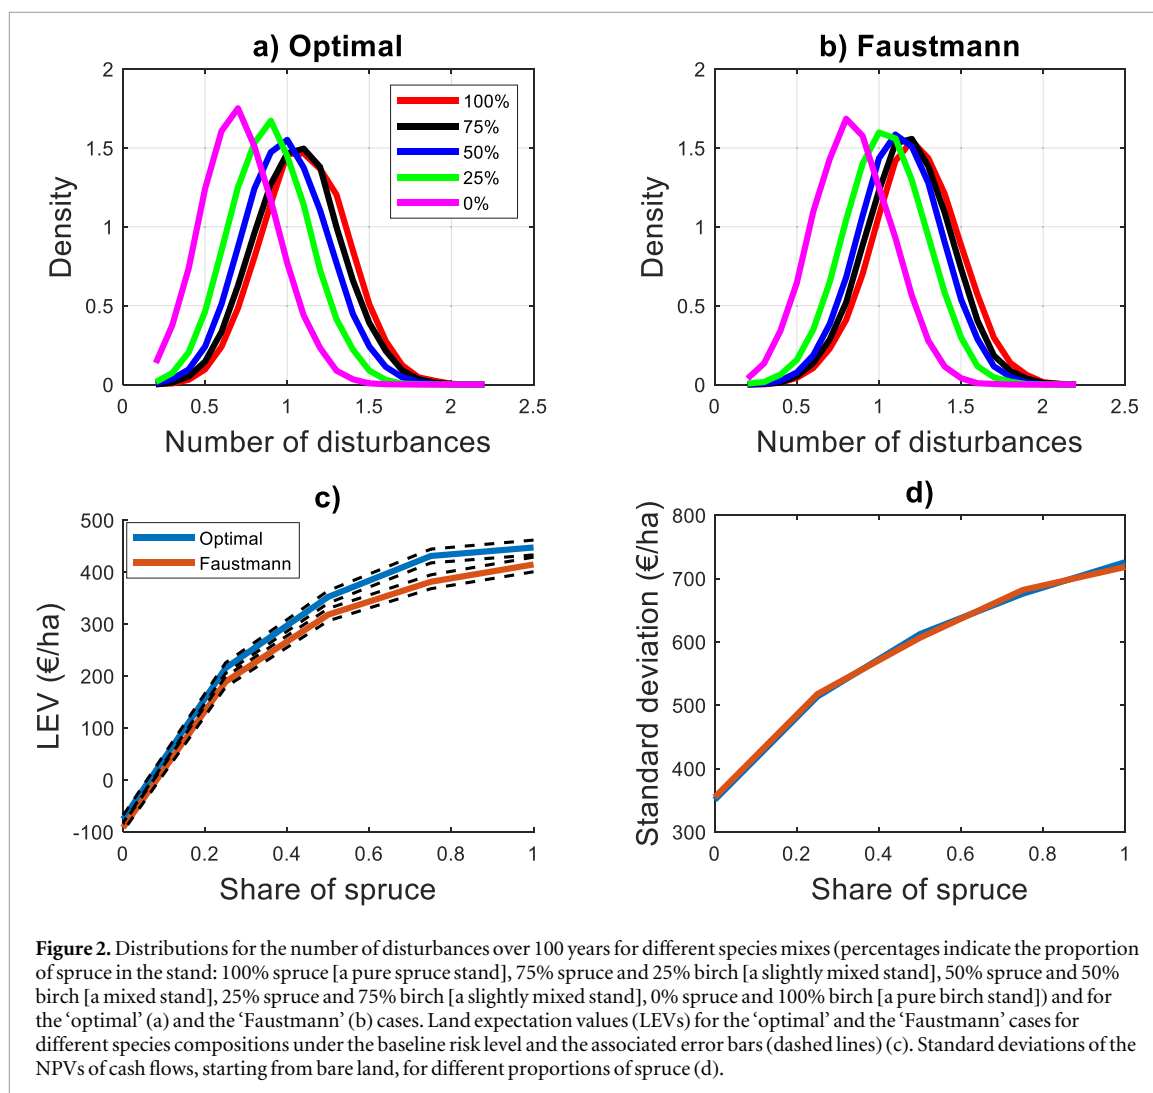 a) Optimal
2
1.5
1
0.5
0
0
0.5
1
1.5
2
2.5
Density
Number of disturbances
100%
75%
50%
25%
0%
b) Faustmann
2
1.5
1
0.5
0
0
0.5
1
1.5
2
2.5
Density
Number of disturbances
c)
500
400
300
200
100
0
-100
0
0.2
0.4
0.6
0.8
1
LEV (€/ha)
Share of spruce
Optimal
Faustmann
d)
800
700
600
500
400
300
0
0.2
0.4
0.6
0.8
1
Standard deviation (€/ha)
Share of spruce
Figure 2. Distributions for the number of disturbances over 100 years for different species mixes (percentages indicate the proportion
of spruce in the stand: 100% spruce [a pure spruce stand], 75% spruce and 25% birch [a slightly mixed stand], 50% spruce and 50%
birch [a mixed stand], 25% spruce and 75% birch [a slightly mixed stand], 0% spruce and 100% birch [a pure birch stand]) and for
the ‘optimal’ (a) and the ‘Faustmann’ (b) cases. Land expectation values (LEVs) for the ‘optimal’ and the ‘Faustmann’ cases for
different species compositions under the baseline risk level and the associated error bars (dashed lines) (c). Standard deviations of the
NPVs of cash flows, starting from bare land, for different proportions of spruce (d).